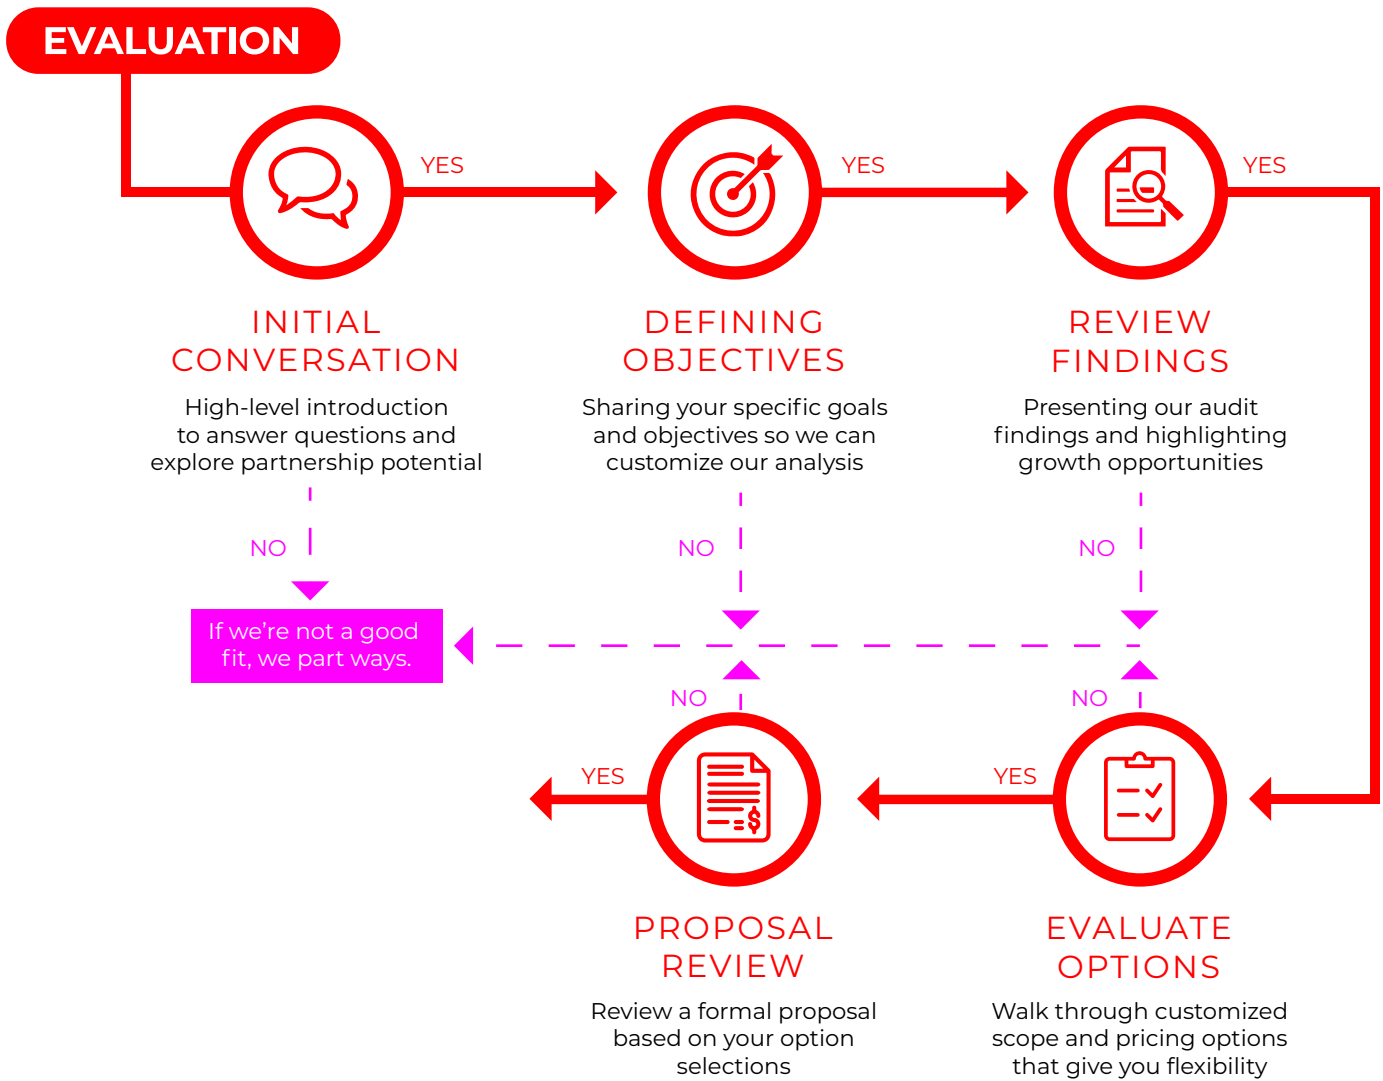 EVALUATION
YES
YES
YES
INITIAL
CONVERSATION
High-level introduction
to answer questions and
explore partnership potential
DEFINING
OBJECTIVES
Sharing your specific goals
and objectives so we can
customize our analysis
REVIEW
FINDINGS
Presenting our audit
findings and highlighting
growth opportunities
NO
NO
NO
If we’re not a good
fit, we part ways.
NO
NO
YES
YES
$
PROPOSAL
REVIEW
Review a formal proposal
based on your option
selections
EVALUATE
OPTIONS
Walk through customized
scope and pricing options
that give you flexibility